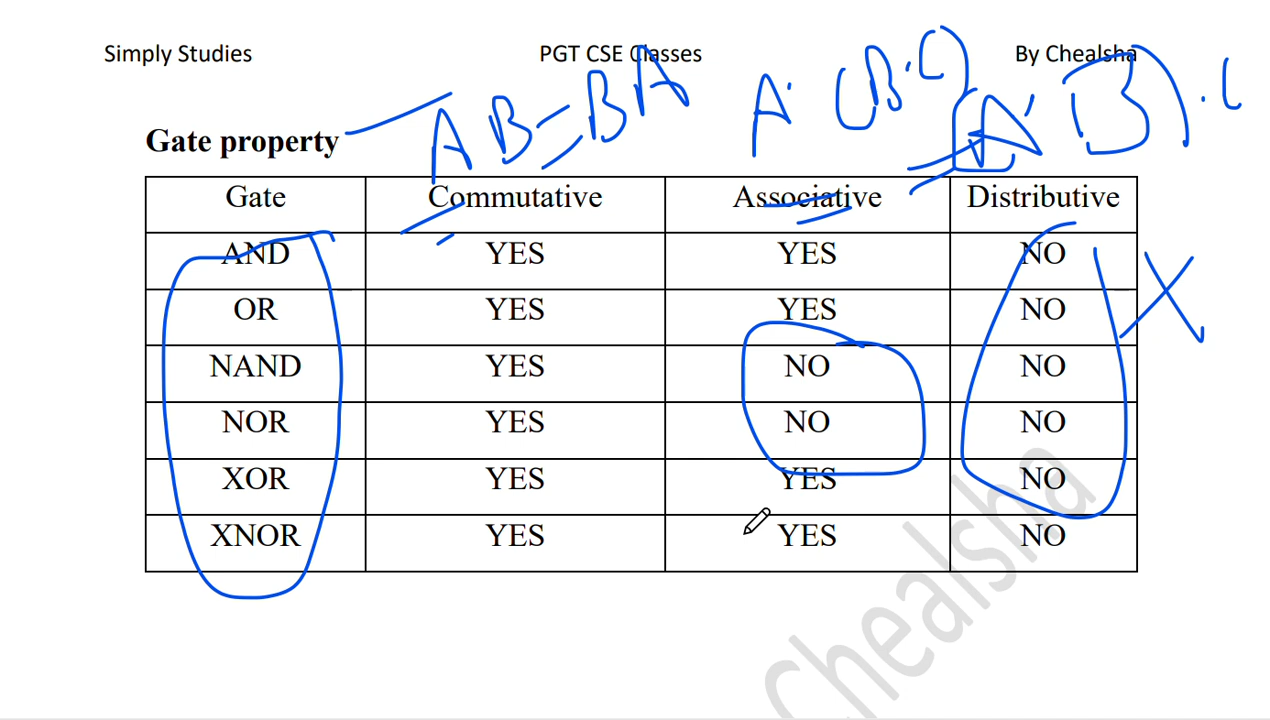 Simply Studies PGT CSE Classes By Chealsha
AB=BA A·(B·C) = (A·B)·C
Gate property
Gate Commutative Associative Distributive
AND YES YES NO
OR YES YES NO
NAND YES NO NO
NOR YES NO NO
XOR YES YES NO
XNOR YES YES NO
Chealsha